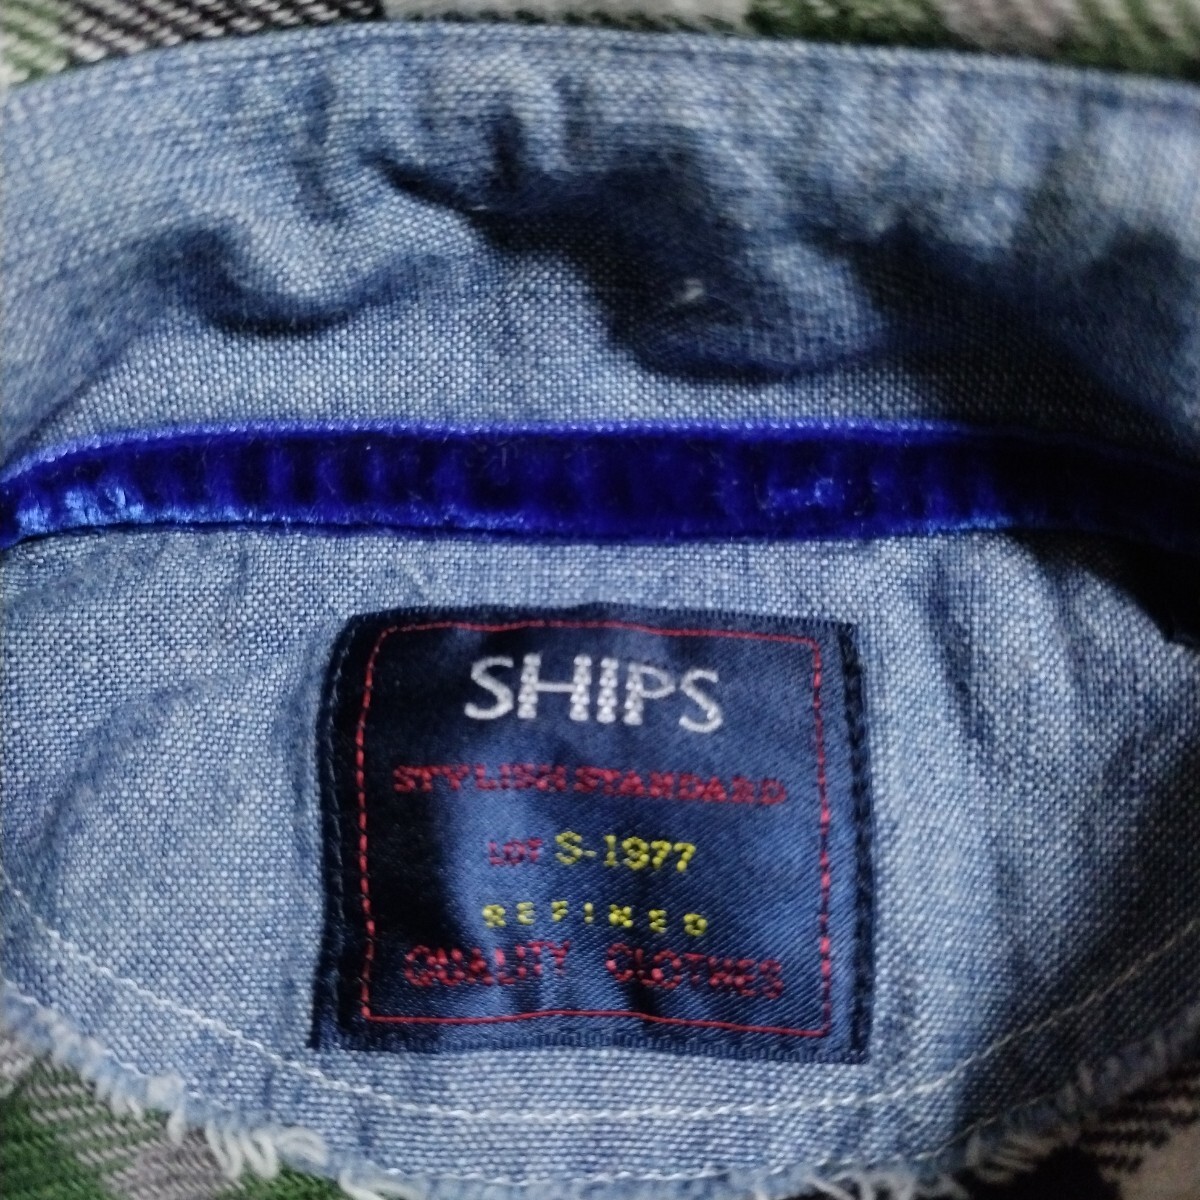 SHIPS
STYLISH STANDARD
LOT S-1977
REFINED
QUALITY CLOTHES